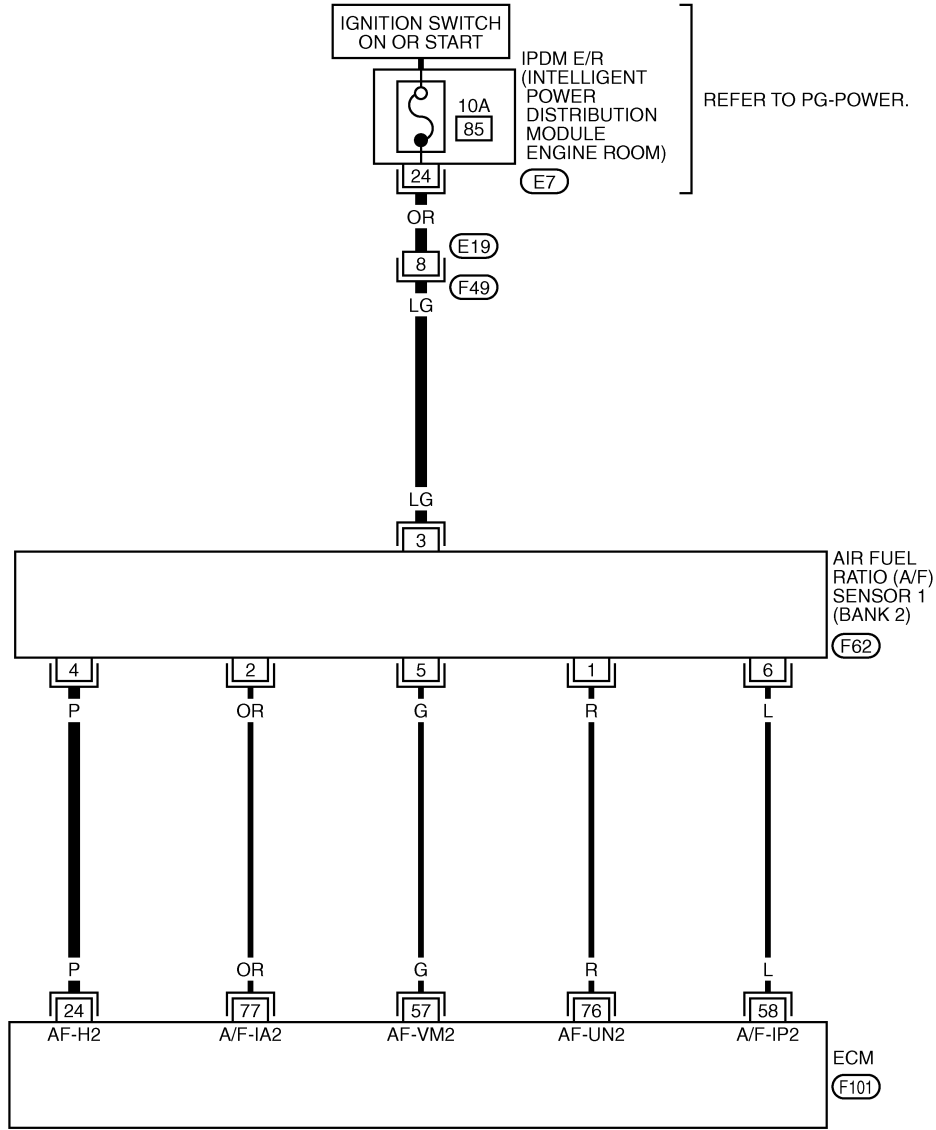 IGNITION SWITCH
ON OR START
IPDM E/R
(INTELLIGENT
POWER
DISTRIBUTION
MODULE
ENGINE ROOM)
REFER TO PG-POWER.
10A
85
24
E7
OR
E19
8
F49
LG
LG
3
AIR FUEL
RATIO (A/F)
SENSOR 1
(BANK 2)
F62
4 2 5 1 6
P OR G R L
P OR G R L
24 77 57 76 58
AF-H2 A/F-IA2 AF-VM2 AF-UN2 A/F-IP2
ECM
F101